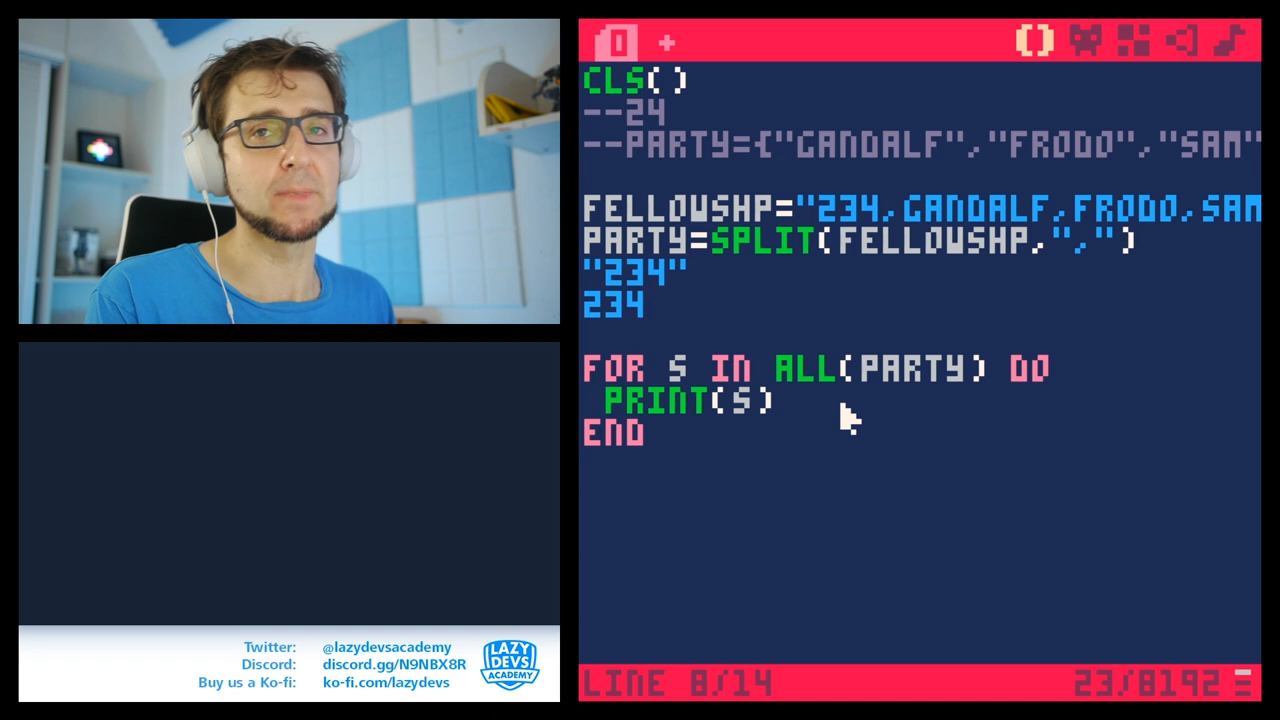 CLS()
--24
--PARTY={"GANDALF","FRODO","SAM"
FELLOWSHP="234,GANDALF,FRODO,SAM
PARTY=SPLIT(FELLOWSHP,",")
"234"
234
FOR S IN ALL(PARTY) DO
PRINT(S)
END
LINE 8/14
23/8192
Twitter: @lazydevsacademy
Discord: discord.gg/N9NBX8R
Buy us a Ko-fi: ko-fi.com/lazydevs
LAZY
DEVS
ACADEMY